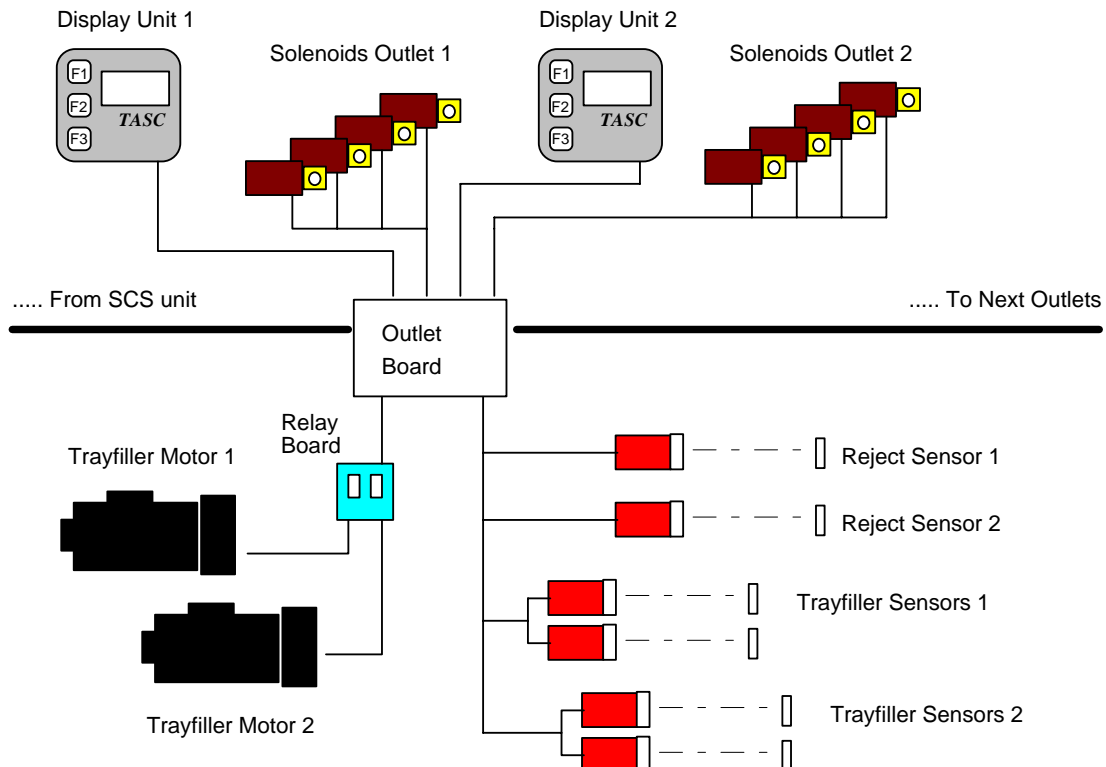 Display Unit 1
Display Unit 2
Solenoids Outlet 1
Solenoids Outlet 2
F1
F2
F3
TASC
F1
F2
F3
TASC
..... From SCS unit
..... To Next Outlets
Outlet
Board
Relay
Board
Trayfiller Motor 1
Reject Sensor 1
Reject Sensor 2
Trayfiller Sensors 1
Trayfiller Motor 2
Trayfiller Sensors 2